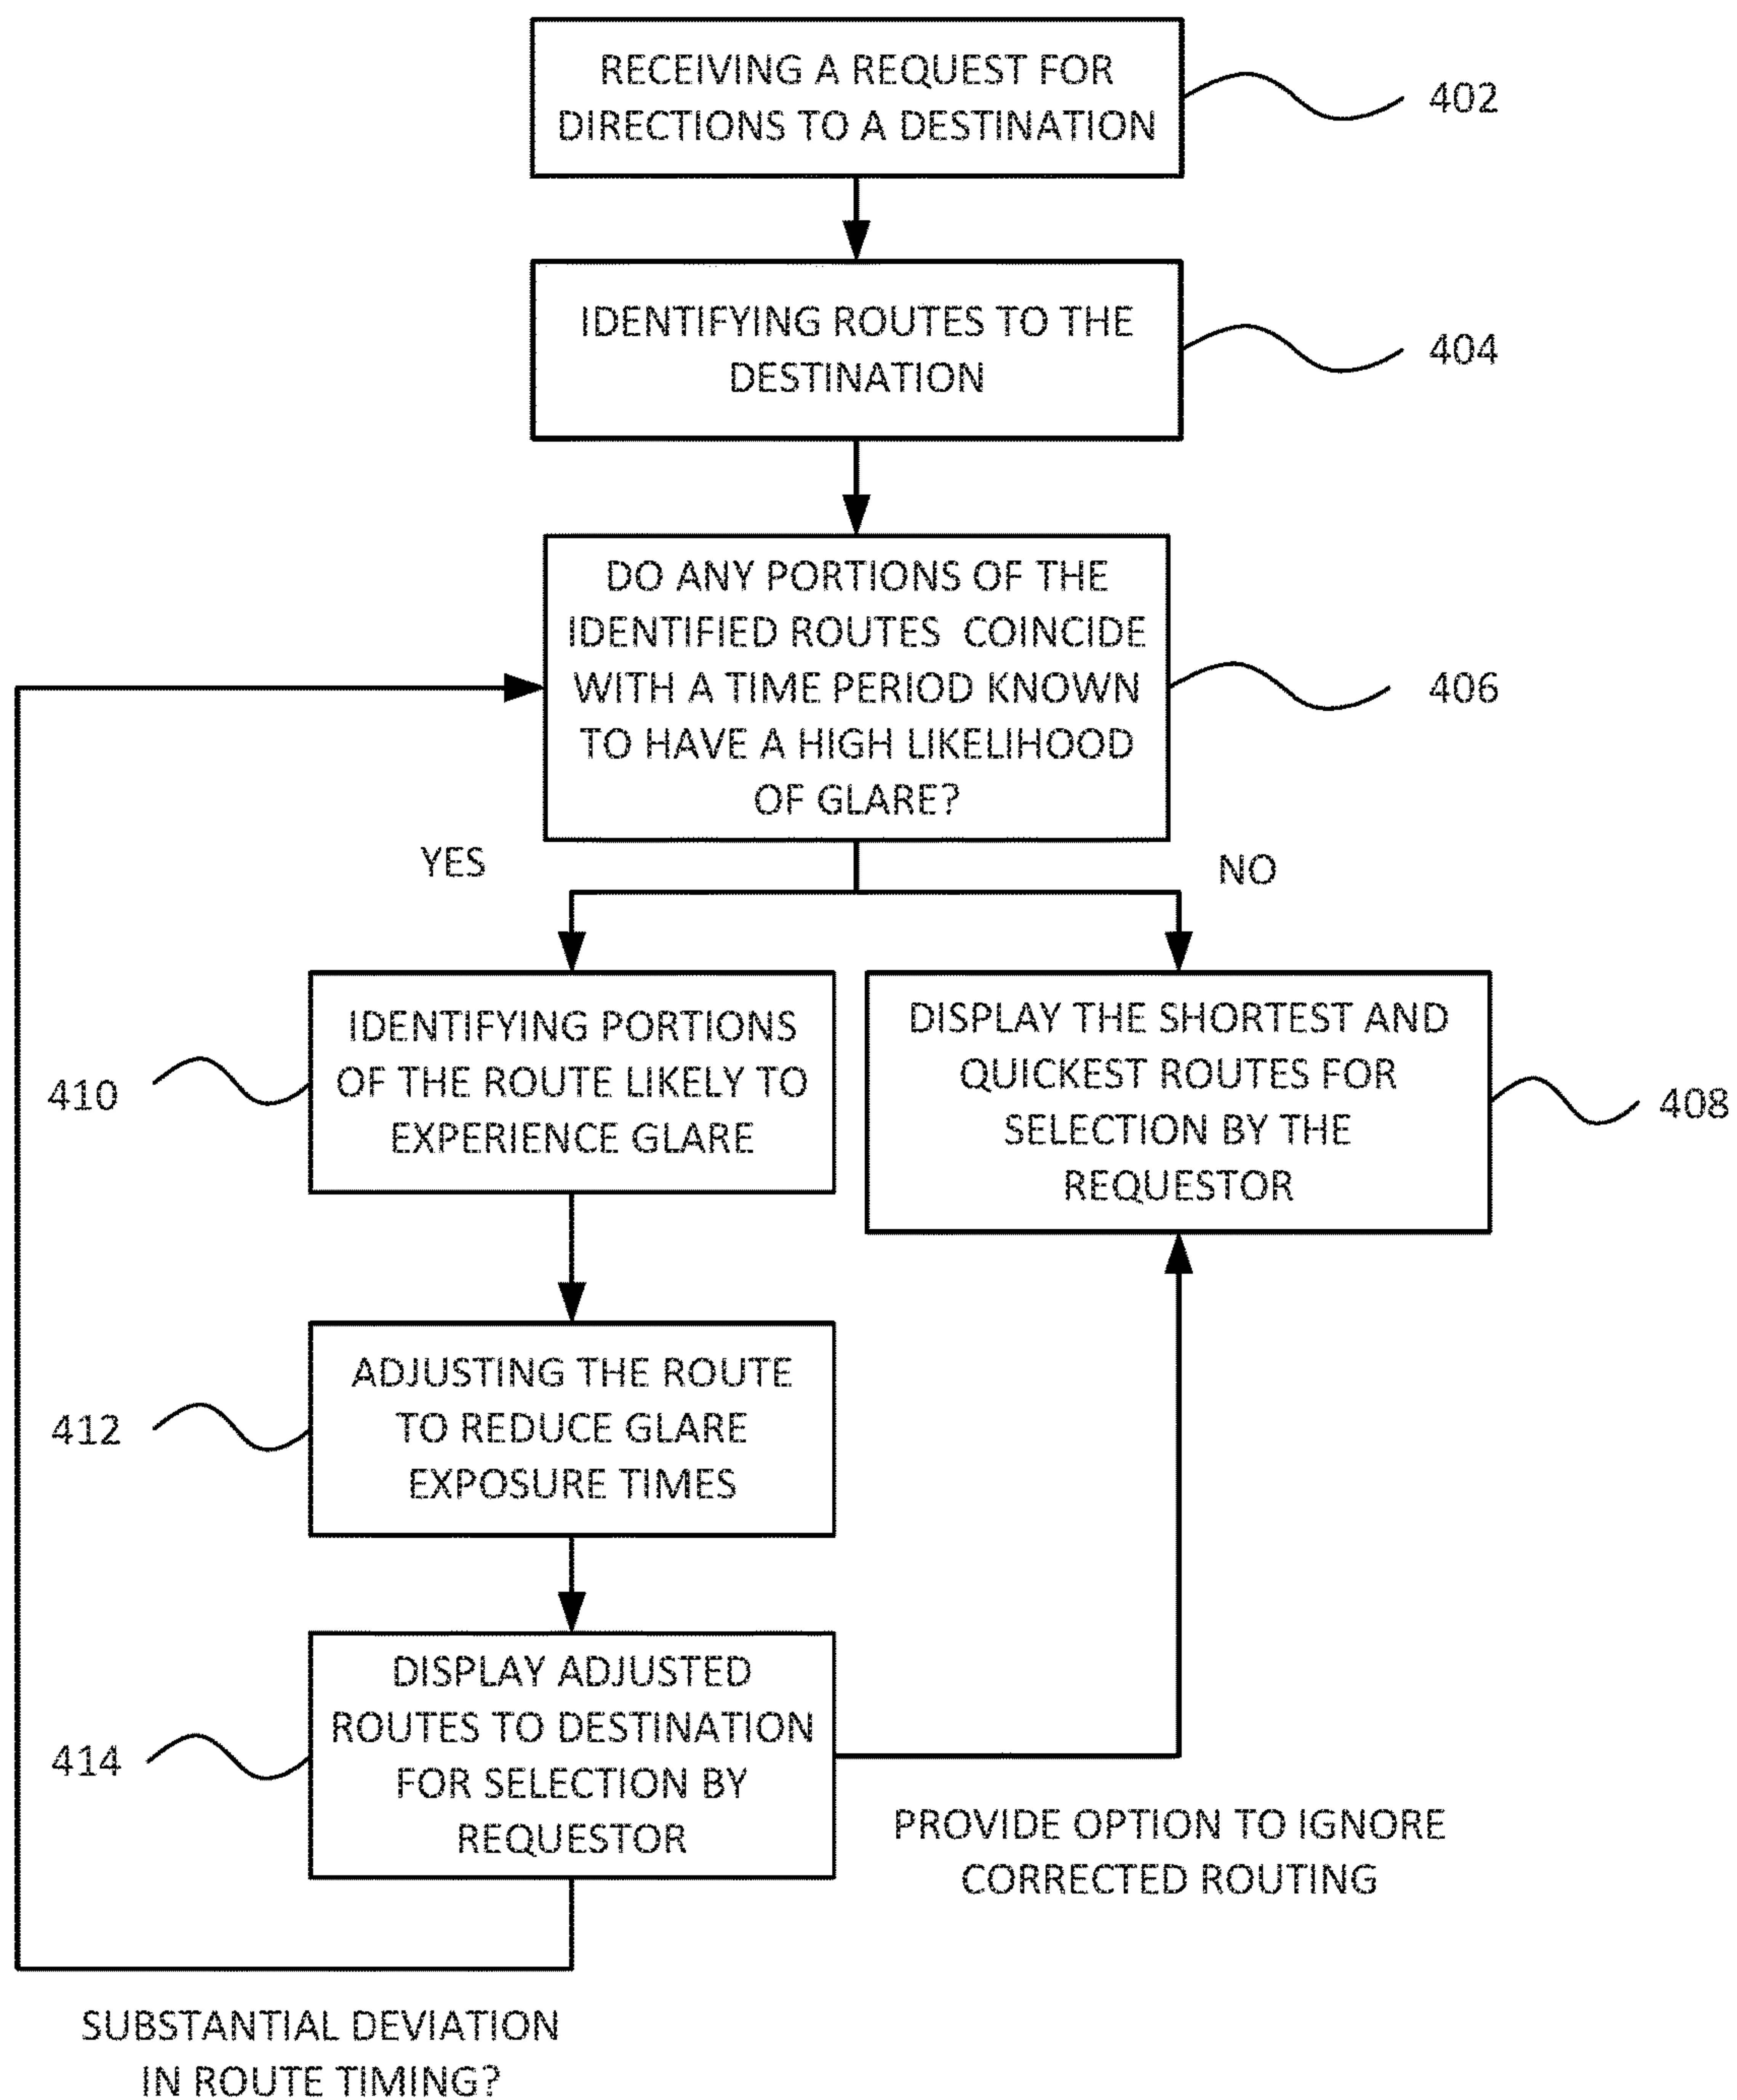 RECEIVING A REQUEST FOR
DIRECTIONS TO A DESTINATION
402
IDENTIFYING ROUTES TO THE
DESTINATION
404
DO ANY PORTIONS OF THE
IDENTIFIED ROUTES COINCIDE
WITH A TIME PERIOD KNOWN
TO HAVE A HIGH LIKELIHOOD
OF GLARE?
406
YES
NO
IDENTIFYING PORTIONS
OF THE ROUTE LIKELY TO
EXPERIENCE GLARE
410
DISPLAY THE SHORTEST AND
QUICKEST ROUTES FOR
SELECTION BY THE
REQUESTOR
408
ADJUSTING THE ROUTE
TO REDUCE GLARE
EXPOSURE TIMES
412
DISPLAY ADJUSTED
ROUTES TO DESTINATION
FOR SELECTION BY
REQUESTOR
414
PROVIDE OPTION TO IGNORE
CORRECTED ROUTING
SUBSTANTIAL DEVIATION
IN ROUTE TIMING?